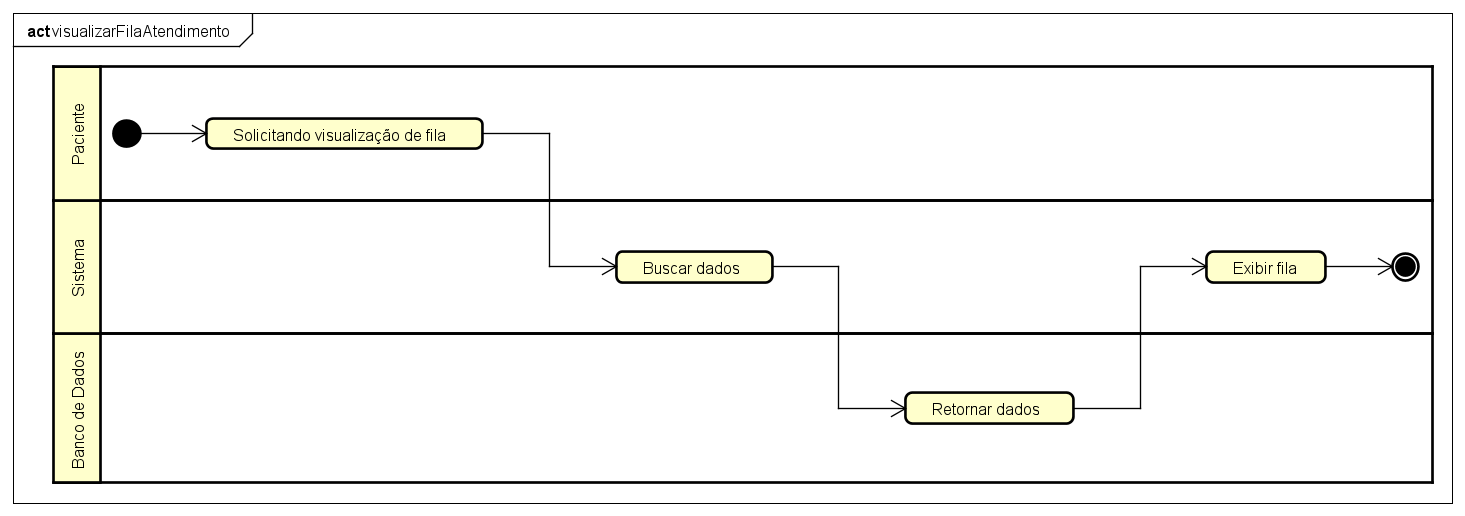 act visualizarFilaAtendimento
Paciente
Solicitando visualização de fila
Sistema
Buscar dados
Exibir fila
Banco de Dados
Retornar dados